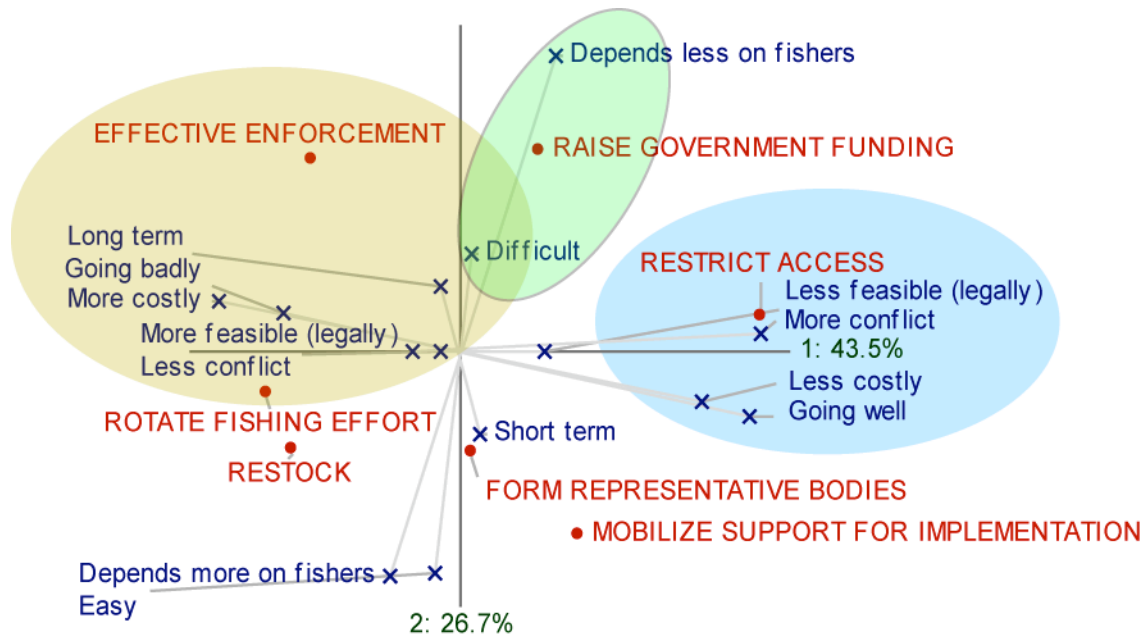 Depends less on fishers
EFFECTIVE ENFORCEMENT
RAISE GOVERNMENT FUNDING
Long term
Difficult
Going badly
RESTRICT ACCESS
More costly
Less feasible (legally)
More feasible (legally)
More conflict
1: 43.5%
Less conflict
Less costly
Going well
ROTATE FISHING EFFORT
Short term
RESTOCK
FORM REPRESENTATIVE BODIES
MOBILIZE SUPPORT FOR IMPLEMENTATION
Depends more on fishers
Easy
2: 26.7%